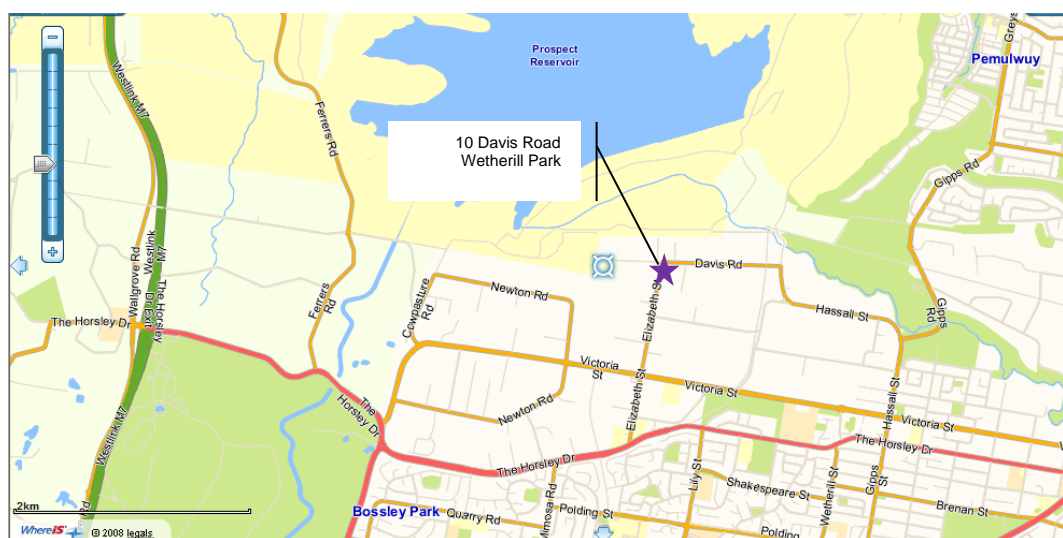 Prospect
Reservoir
Pemulwuy
Greys
Westlink M7
Ferrers Rd
10 Davis Road
Wetherill Park
Gipps Rd
Wallgrove Rd
Westlink
M7
The Horsley
Dr Exit
Davis Rd
Newton Rd
Elizabeth St
Cowpasture
Rd
Ferrers
Rd
Hassall St
Gipps
Rd
The Horsley Dr
Victoria
St
Victoria St
Hassall St
Victoria St
The
Horsley Dr
Newton Rd
Elizabeth St
The Horsley Dr
Westlink M7
The Horsley Dr
Lily St
Shakespeare St
Wetherill St
Gipps
St
Brenan St
2km
Rd
Bossley Park
Quarry Rd
Mimosa Rd
Polding St
Polding
WhereiS
© 2008 legals